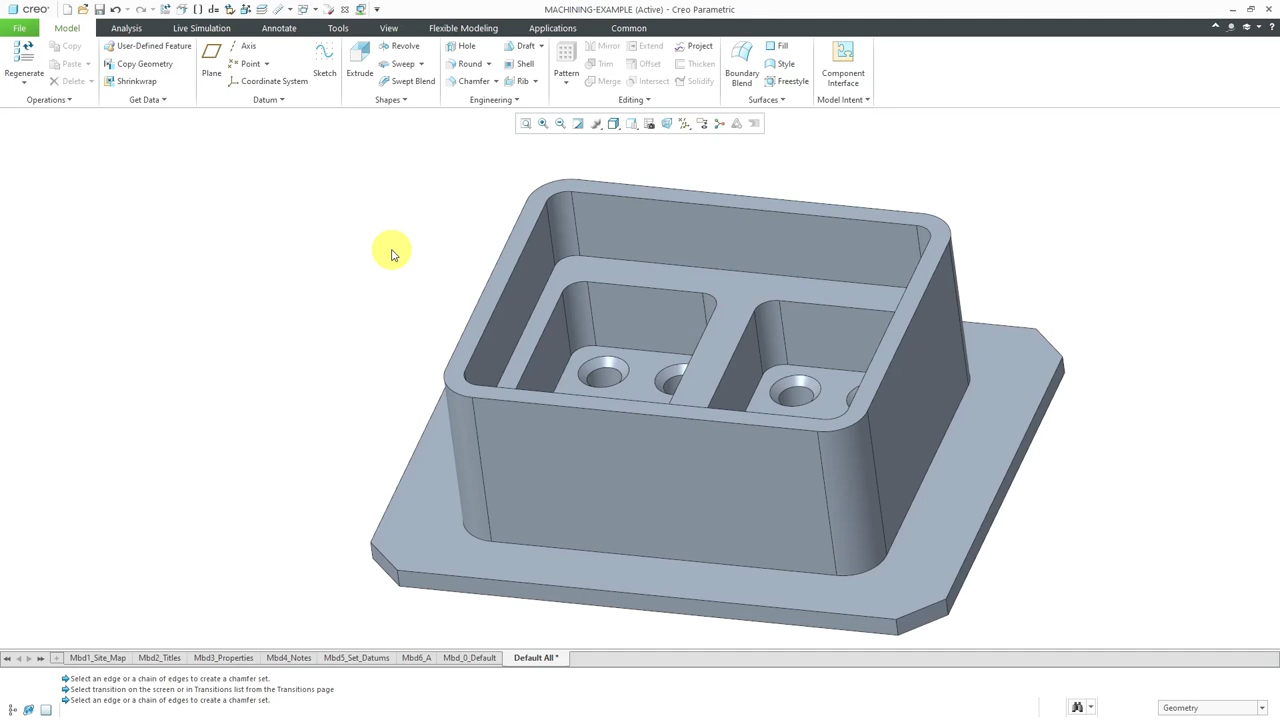 creo
MACHINING-EXAMPLE (Active) - Creo Parametric
File Model Analysis Live Simulation Annotate Tools View Flexible Modeling Applications Common
Regenerate
Copy
Paste
Delete
Operations
User-Defined Feature
Copy Geometry
Shrinkwrap
Get Data
Plane
Axis
Point
Coordinate System
Sketch
Datum
Extrude
Revolve
Sweep
Swept Blend
Shapes
Hole
Round
Chamfer
Draft
Shell
Rib
Engineering
Pattern
Mirror
Trim
Merge
Extend
Offset
Intersect
Project
Thicken
Solidify
Editing
Boundary
Blend
Fill
Style
Freestyle
Surfaces
Component
Interface
Model Intent
Mbd1_Site_Map Mbd2_Titles Mbd3_Properties Mbd4_Notes Mbd5_Set_Datums Mbd6_A Mbd_0_Default Default All *
Select an edge or a chain of edges to create a chamfer set.
Select transition on the screen or in Transitions list from the Transitions page
Select an edge or a chain of edges to create a chamfer set.
Geometry